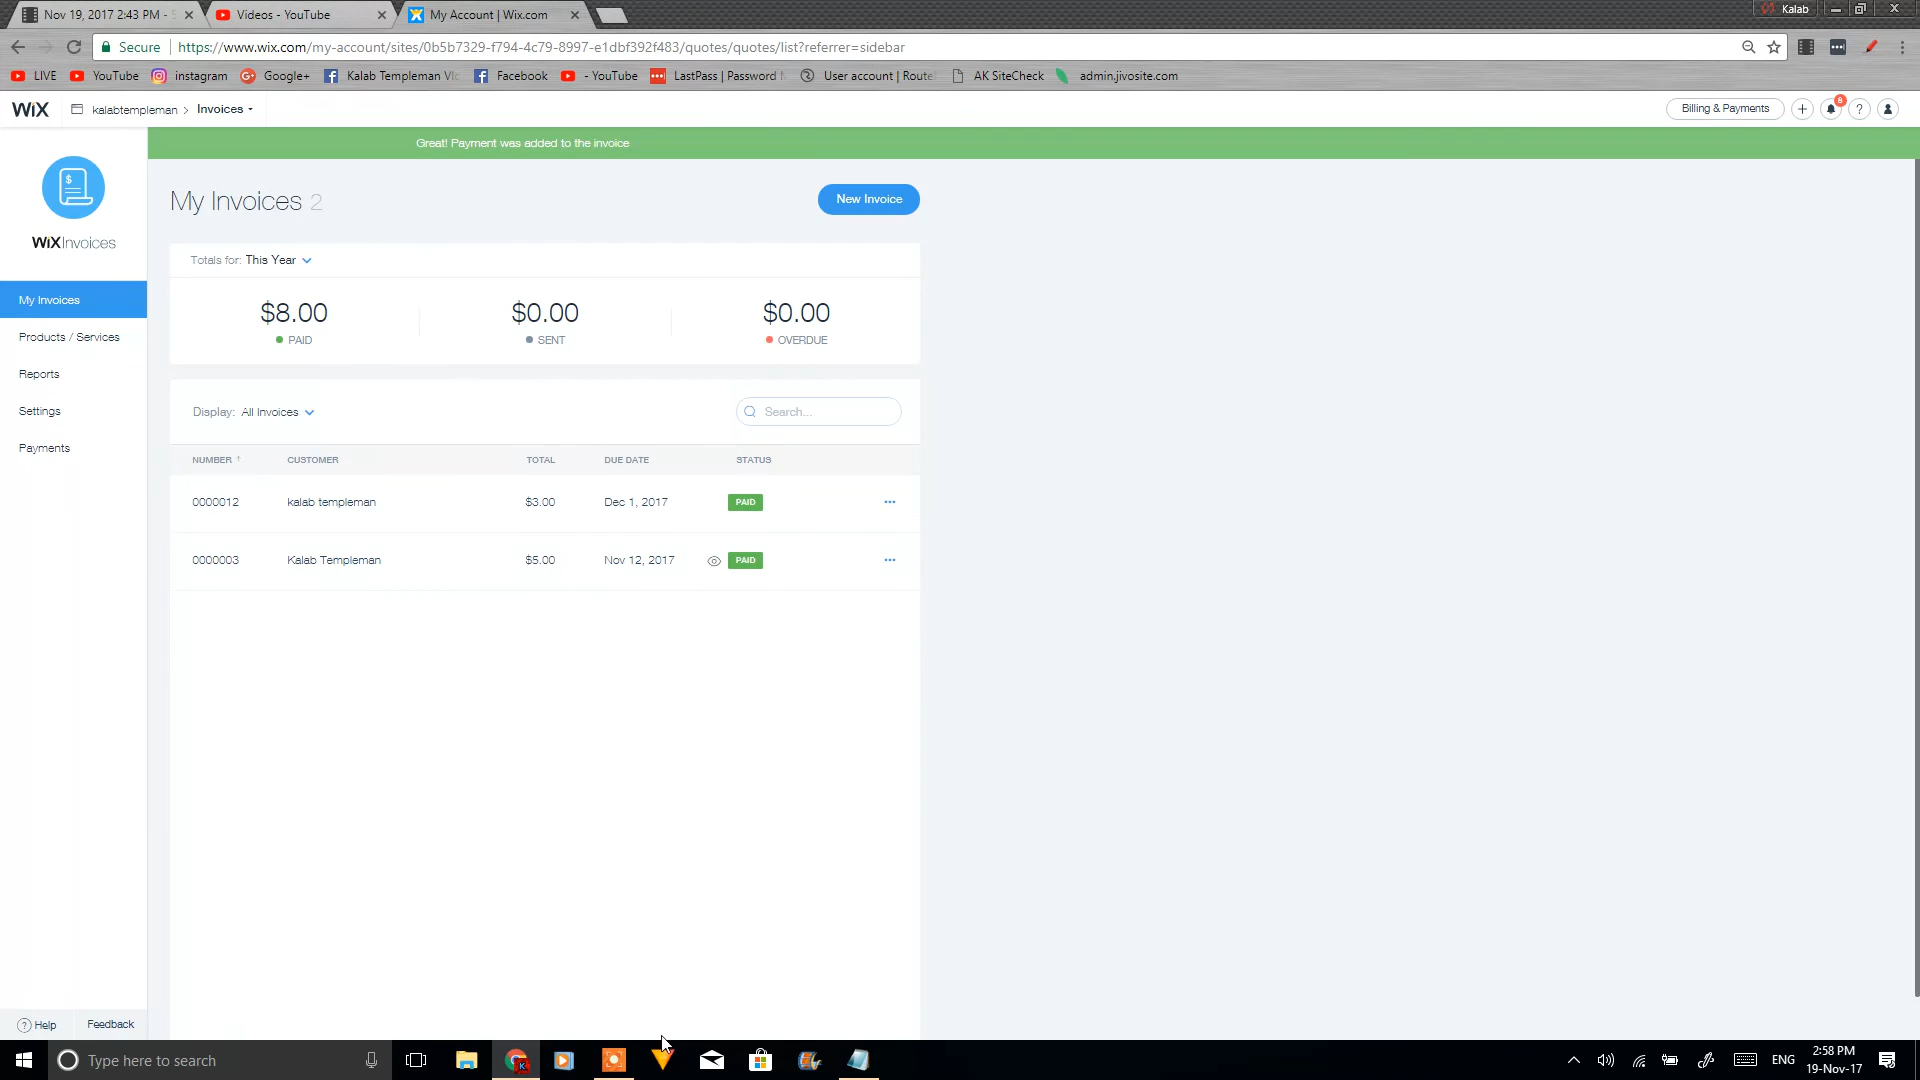 Nov 19, 2017 2:43 PM - Videos - YouTube My Account | Wix.com Kalab
Secure https://www.wix.com/my-account/sites/0b5b7329-f794-4c79-8997-e1dbf392f483/quotes/quotes/list?referrer=sidebar
LIVE YouTube instagram Google+ Kalab Templeman Vlo Facebook - YouTube LastPass | Password User account | Route AK SiteCheck admin.jivosite.com
WiX kalabtempleman > Invoices Billing & Payments + 8 ?
Great! Payment was added to the invoice
WiXInvoices
My Invoices
Products / Services
Reports
Settings
Payments
My Invoices 2 New Invoice
Totals for: This Year
$8.00 $0.00 $0.00
PAID SENT OVERDUE
Display: All Invoices Search...
NUMBER ↑ CUSTOMER TOTAL DUE DATE STATUS
0000012 kalab templeman $3.00 Dec 1, 2017 PAID ...
0000003 Kalab Templeman $5.00 Nov 12, 2017 PAID ...
? Help Feedback
Type here to search ENG 2:58 PM
19-Nov-17